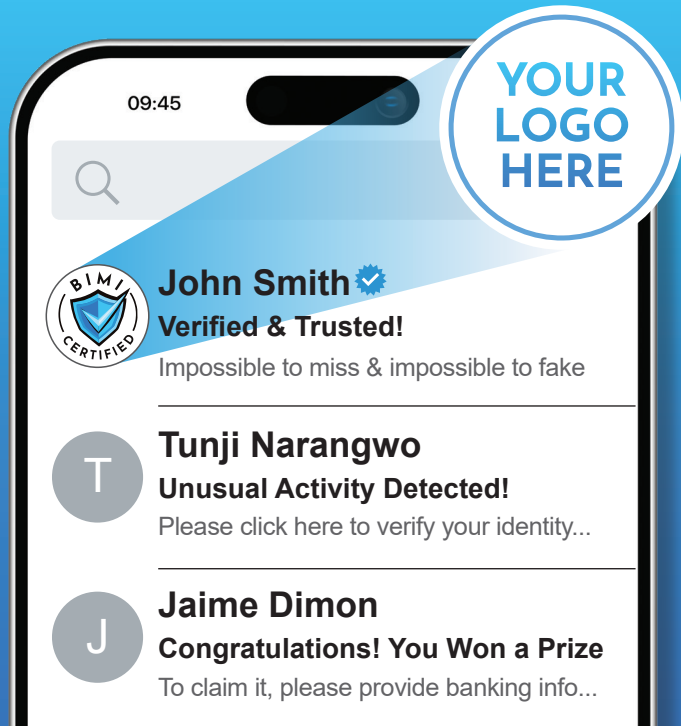 09:45
YOUR
LOGO
HERE
BIMI
CERTIFIED
John Smith
Verified & Trusted!
Impossible to miss & impossible to fake
T
Tunji Narangwo
Unusual Activity Detected!
Please click here to verify your identity...
J
Jaime Dimon
Congratulations! You Won a Prize
To claim it, please provide banking info...